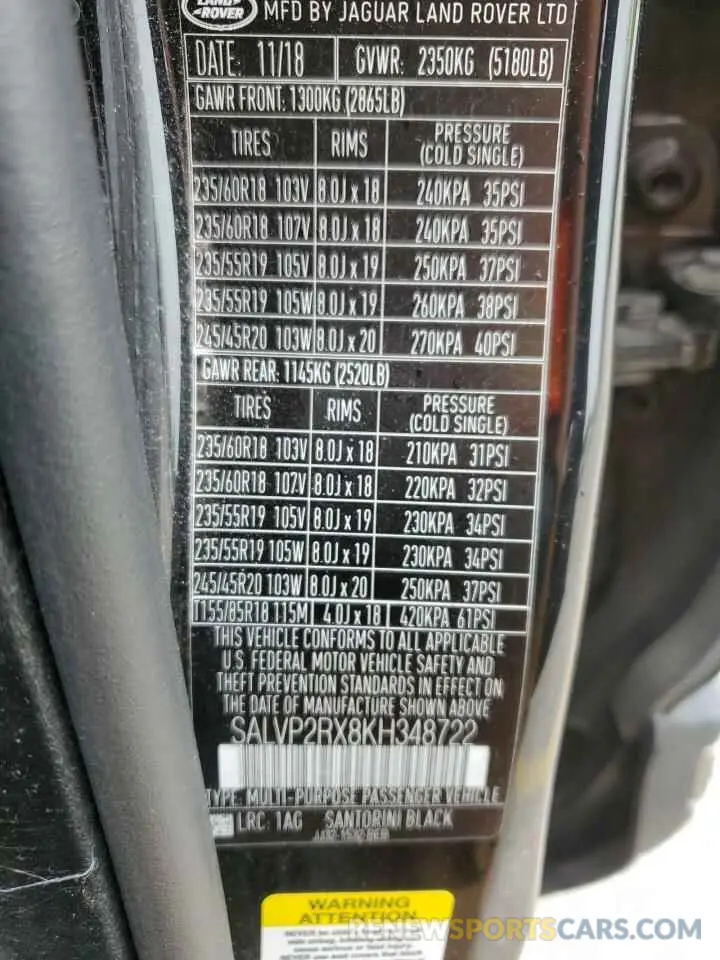 LAND ROVER
MFD BY JAGUAR LAND ROVER LTD
DATE: 11/18 GVWR: 2350KG (5180LB)
GAWR FRONT: 1300KG (2865LB)
TIRES RIMS PRESSURE (COLD SINGLE)
235/60R18 103V 8.0J x 18 240KPA 35PSI
235/60R18 107V 8.0J x 18 240KPA 35PSI
235/55R19 105V 8.0J x 19 250KPA 37PSI
235/55R19 105W 8.0J x 19 260KPA 38PSI
245/45R20 103W 8.0J x 20 270KPA 40PSI
GAWR REAR: 1145KG (2520LB)
TIRES RIMS PRESSURE (COLD SINGLE)
235/60R18 103V 8.0J x 18 210KPA 31PSI
235/60R18 107V 8.0J x 18 220KPA 32PSI
235/55R19 105V 8.0J x 19 230KPA 34PSI
235/55R19 105W 8.0J x 19 230KPA 34PSI
245/45R20 103W 8.0J x 20 250KPA 37PSI
T155/85R18 115M 4.0J x 18 420KPA 61PSI
THIS VEHICLE CONFORMS TO ALL APPLICABLE
U.S. FEDERAL MOTOR VEHICLE SAFETY AND
THEFT PREVENTION STANDARDS IN EFFECT ON
THE DATE OF MANUFACTURE SHOWN ABOVE
SALVP2RX8KH348722
TYPE: MULTI-PURPOSE PASSENGER VEHICLE
LRC: 1AG SANTORINI BLACK
WARNING
ATTENTION
RENEWSPORTSCARS.COM